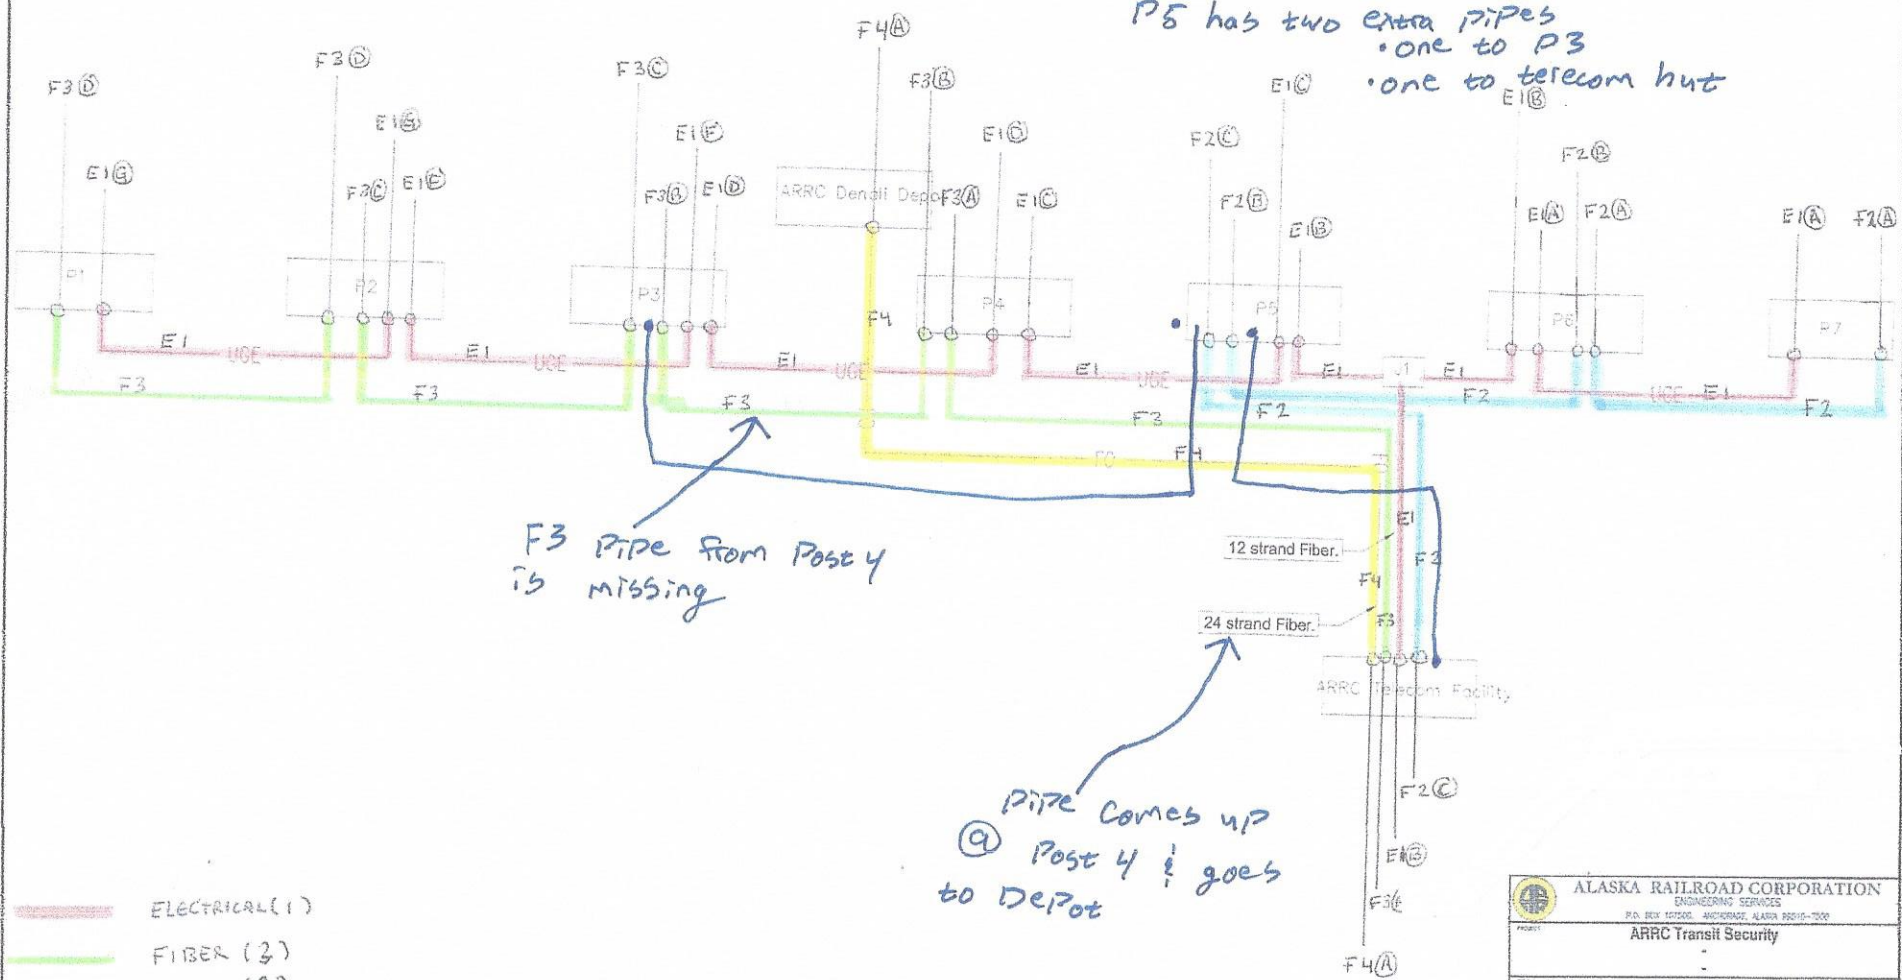 P5 has two extra pipes
• one to P3
• one to telecom hut
F4Ⓐ
F3Ⓓ
F3Ⓓ
F3Ⓒ
F3Ⓑ
E1Ⓒ
E1Ⓑ
E1Ⓖ
E1Ⓓ
F2Ⓒ
F2Ⓑ
E1Ⓖ
F3Ⓒ
F3Ⓑ
E1Ⓓ
ARRC Denali Depot
F3Ⓐ
E1Ⓒ
F2Ⓑ
E1Ⓑ
E1Ⓐ
F2Ⓐ
E1Ⓐ
F2Ⓐ
P1
P2
P3
P4
P5
P6
P7
F4
E1
UGE
E1
UGE
E1
UGE
E1
UGE
E1
J1
E1
UGE
E1
F3
F3
F3
F3
F2
F2
F2
FO
F4
F3 Pipe from Post 4
is missing
E1
12 strand Fiber.
F2
F4
24 strand Fiber.
F3
ARRC Telecom Facility
Pipe comes up
@ Post 4 & goes
to Depot
F2Ⓒ
F4Ⓐ
ELECTRICAL (1)
FIBER (3)
ALASKA RAILROAD CORPORATION
ENGINEERING SERVICES
PROJECT
ARRC Transit Security